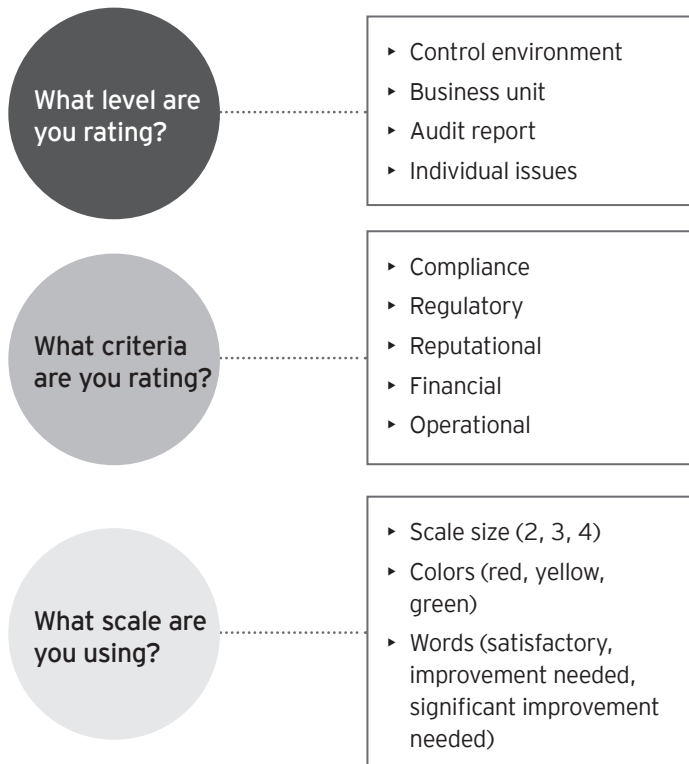 What level are
you rating?
‣ Control environment
‣ Business unit
‣ Audit report
‣ Individual issues
What criteria
are you rating?
‣ Compliance
‣ Regulatory
‣ Reputational
‣ Financial
‣ Operational
What scale are
you using?
‣ Scale size (2, 3, 4)
‣ Colors (red, yellow,
green)
‣ Words (satisfactory,
improvement needed,
significant improvement
needed)